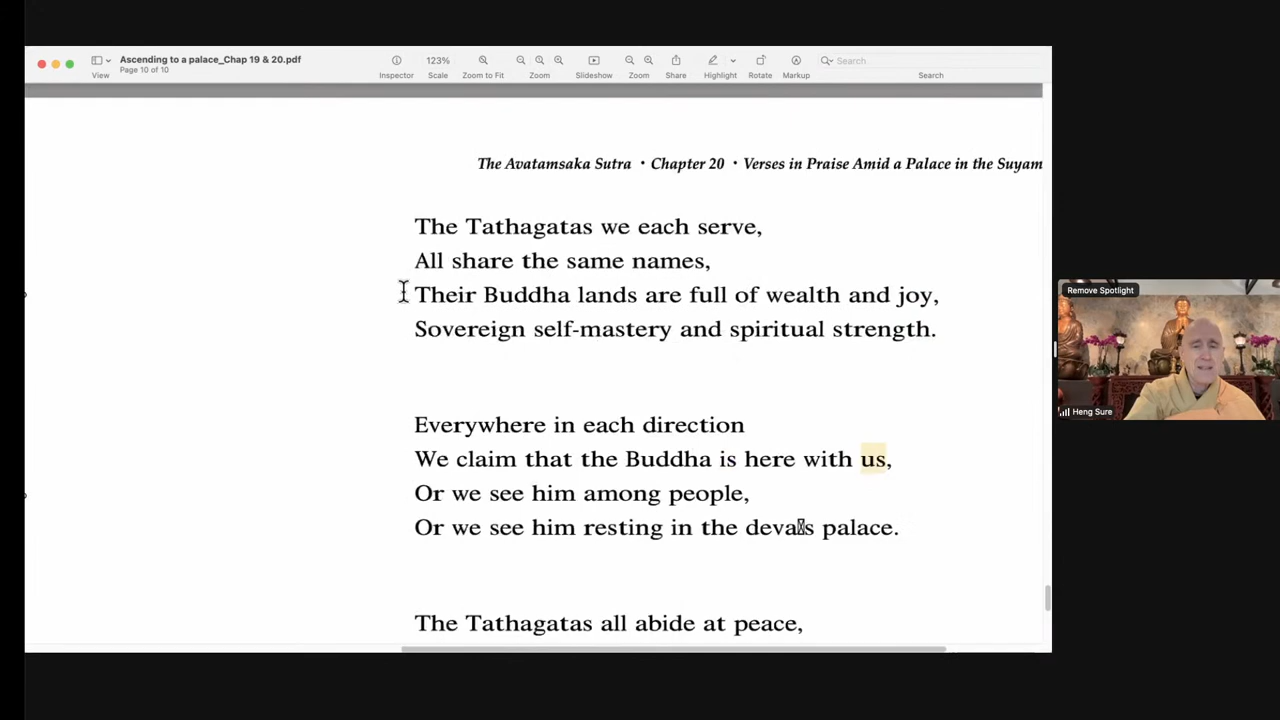 Ascending to a palace_Chap 19 & 20.pdf
Page 10 of 10
123%
Search
View
Inspector
Scale
Zoom to Fit
Zoom
Slideshow
Zoom
Share
Highlight
Rotate
Markup
Search
The Avatamsaka Sutra • Chapter 20 • Verses in Praise Amid a Palace in the Suyam
The Tathagatas we each serve,
All share the same names,
Their Buddha lands are full of wealth and joy,
Sovereign self-mastery and spiritual strength.
Everywhere in each direction
We claim that the Buddha is here with us,
Or we see him among people,
Or we see him resting in the deva s palace.
The Tathagatas all abide at peace,
Remove Spotlight
Heng Sure